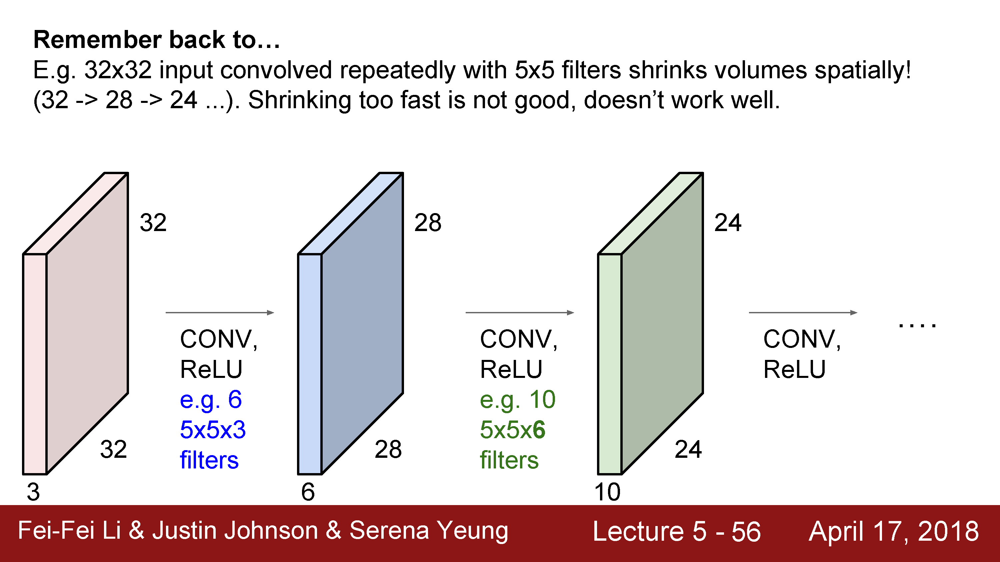 Remember back to…
E.g. 32x32 input convolved repeatedly with 5x5 filters shrinks volumes spatially!
(32 -> 28 -> 24 ...). Shrinking too fast is not good, doesn’t work well.
32
32
3
CONV,
ReLU
e.g. 6
5x5x3
filters
28
28
6
CONV,
ReLU
e.g. 10
5x5x6
filters
24
24
10
CONV,
ReLU
….
Fei-Fei Li & Justin Johnson & Serena Yeung
Lecture 5 - 56
April 17, 2018